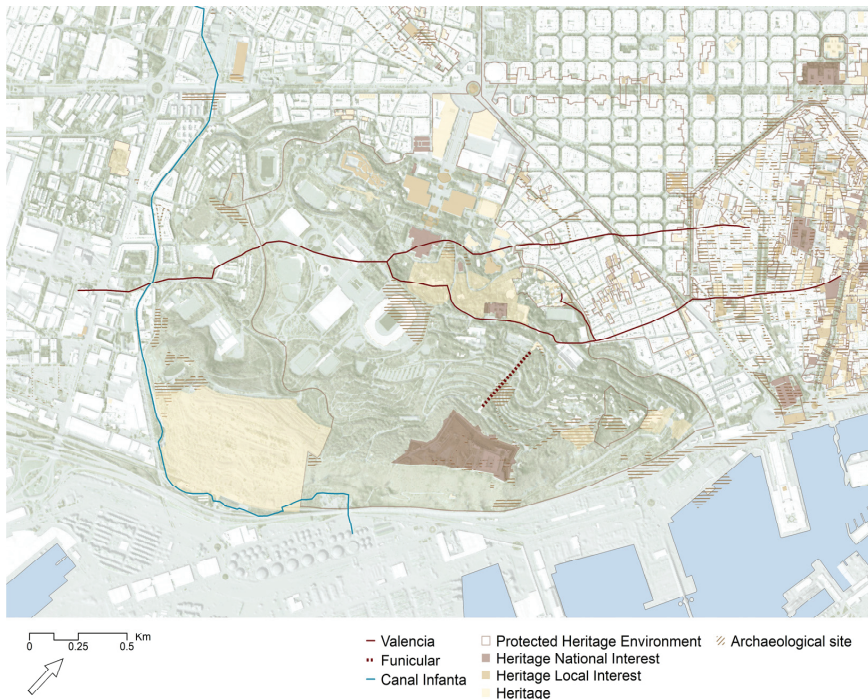 Km
0 0.25 0.5
Valencia
Funicular
Canal Infanta
Protected Heritage Environment
Heritage National Interest
Heritage Local Interest
Heritage
Archaeological site